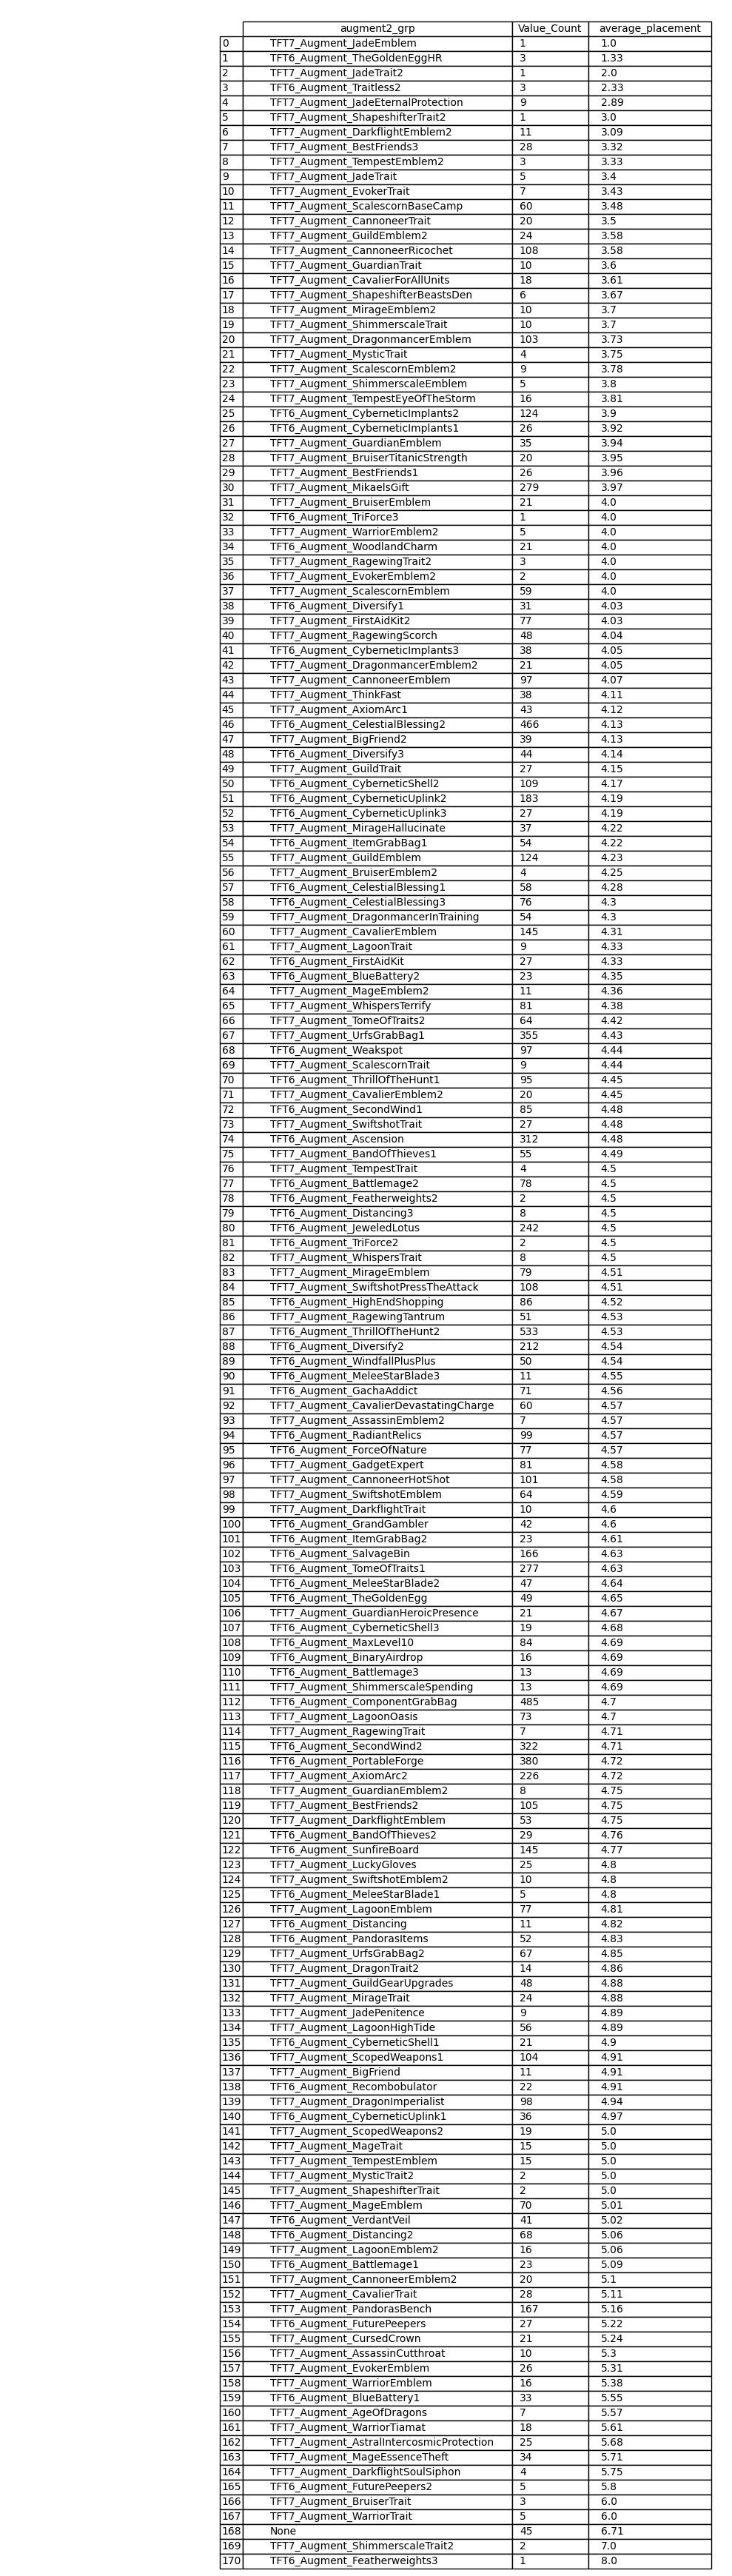 augment2_grp Value_Count average_placement
0 TFT7_Augment_JadeEmblem 1 1.0
1 TFT6_Augment_TheGoldenEggHR 3 1.33
2 TFT7_Augment_JadeTrait2 1 2.0
3 TFT6_Augment_Traitless2 3 2.33
4 TFT7_Augment_JadeEternalProtection 9 2.89
5 TFT7_Augment_ShapeshifterTrait2 1 3.0
6 TFT7_Augment_DarkflightEmblem2 11 3.09
7 TFT7_Augment_BestFriends3 28 3.32
8 TFT7_Augment_TempestEmblem2 3 3.33
9 TFT7_Augment_JadeTrait 5 3.4
10 TFT7_Augment_EvokerTrait 7 3.43
11 TFT7_Augment_ScalescornBaseCamp 60 3.48
12 TFT7_Augment_CannoneerTrait 20 3.5
13 TFT7_Augment_GuildEmblem2 24 3.58
14 TFT7_Augment_CannoneerRicochet 108 3.58
15 TFT7_Augment_GuardianTrait 10 3.6
16 TFT7_Augment_CavalierForAllUnits 18 3.61
17 TFT7_Augment_ShapeshifterBeastsDen 6 3.67
18 TFT7_Augment_MirageEmblem2 10 3.7
19 TFT7_Augment_ShimmerscaleTrait 10 3.7
20 TFT7_Augment_DragonmancerEmblem 103 3.73
21 TFT7_Augment_MysticTrait 4 3.75
22 TFT7_Augment_ScalescornEmblem2 9 3.78
23 TFT7_Augment_ShimmerscaleEmblem 5 3.8
24 TFT7_Augment_TempestEyeOfTheStorm 16 3.81
25 TFT6_Augment_CyberneticImplants2 124 3.9
26 TFT6_Augment_CyberneticImplants1 26 3.92
27 TFT7_Augment_GuardianEmblem 35 3.94
28 TFT7_Augment_BruiserTitanicStrength 20 3.95
29 TFT7_Augment_BestFriends1 26 3.96
30 TFT7_Augment_MikaelsGift 279 3.97
31 TFT7_Augment_BruiserEmblem 21 4.0
32 TFT6_Augment_TriForce3 1 4.0
33 TFT7_Augment_WarriorEmblem2 5 4.0
34 TFT6_Augment_WoodlandCharm 21 4.0
35 TFT7_Augment_RagewingTrait2 3 4.0
36 TFT7_Augment_EvokerEmblem2 2 4.0
37 TFT7_Augment_ScalescornEmblem 59 4.0
38 TFT6_Augment_Diversify1 31 4.03
39 TFT7_Augment_FirstAidKit2 77 4.03
40 TFT7_Augment_RagewingScorch 48 4.04
41 TFT6_Augment_CyberneticImplants3 38 4.05
42 TFT7_Augment_DragonmancerEmblem2 21 4.05
43 TFT7_Augment_CannoneerEmblem 97 4.07
44 TFT7_Augment_ThinkFast 38 4.11
45 TFT7_Augment_AxiomArc1 43 4.12
46 TFT6_Augment_CelestialBlessing2 466 4.13
47 TFT7_Augment_BigFriend2 39 4.13
48 TFT6_Augment_Diversify3 44 4.14
49 TFT7_Augment_GuildTrait 27 4.15
50 TFT6_Augment_CyberneticShell2 109 4.17
51 TFT6_Augment_CyberneticUplink2 183 4.19
52 TFT6_Augment_CyberneticUplink3 27 4.19
53 TFT7_Augment_MirageHallucinate 37 4.22
54 TFT6_Augment_ItemGrabBag1 54 4.22
55 TFT7_Augment_GuildEmblem 124 4.23
56 TFT7_Augment_BruiserEmblem2 4 4.25
57 TFT6_Augment_CelestialBlessing1 58 4.28
58 TFT6_Augment_CelestialBlessing3 76 4.3
59 TFT7_Augment_DragonmancerInTraining 54 4.3
60 TFT7_Augment_CavalierEmblem 145 4.31
61 TFT7_Augment_LagoonTrait 9 4.33
62 TFT6_Augment_FirstAidKit 27 4.33
63 TFT6_Augment_BlueBattery2 23 4.35
64 TFT7_Augment_MageEmblem2 11 4.36
65 TFT7_Augment_WhispersTerrify 81 4.38
66 TFT6_Augment_TomeOfTraits2 64 4.42
67 TFT7_Augment_UrfsGrabBag1 355 4.43
68 TFT6_Augment_Weakspot 97 4.44
69 TFT7_Augment_ScalescornTrait 9 4.44
70 TFT6_Augment_ThrillOfTheHunt1 95 4.45
71 TFT7_Augment_CavalierEmblem2 20 4.45
72 TFT6_Augment_SecondWind1 85 4.48
73 TFT7_Augment_SwiftshotTrait 27 4.48
74 TFT6_Augment_Ascension 312 4.48
75 TFT7_Augment_BandOfThieves1 55 4.49
76 TFT7_Augment_TempestTrait 4 4.5
77 TFT6_Augment_Battlemage2 78 4.5
78 TFT6_Augment_Featherweights2 2 4.5
79 TFT6_Augment_Distancing3 8 4.5
80 TFT6_Augment_JeweledLotus 242 4.5
81 TFT6_Augment_TriForce2 2 4.5
82 TFT7_Augment_WhispersTrait 8 4.5
83 TFT7_Augment_MirageEmblem 79 4.51
84 TFT7_Augment_SwiftshotPressTheAttack 108 4.51
85 TFT6_Augment_HighEndShopping 86 4.52
86 TFT7_Augment_RagewingTantrum 51 4.53
87 TFT6_Augment_ThrillOfTheHunt2 533 4.53
88 TFT6_Augment_Diversify2 212 4.54
89 TFT6_Augment_WindfallPlusPlus 50 4.54
90 TFT6_Augment_MeleeStarBlade3 11 4.55
91 TFT6_Augment_GachaAddict 71 4.56
92 TFT7_Augment_CavalierDevastatingCharge 60 4.57
93 TFT7_Augment_AssassinEmblem2 7 4.57
94 TFT6_Augment_RadiantRelics 99 4.57
95 TFT6_Augment_ForceOfNature 77 4.57
96 TFT7_Augment_GadgetExpert 81 4.58
97 TFT7_Augment_CannoneerHotShot 101 4.58
98 TFT7_Augment_SwiftshotEmblem 64 4.59
99 TFT7_Augment_DarkflightTrait 10 4.6
100 TFT6_Augment_GrandGambler 42 4.6
101 TFT6_Augment_ItemGrabBag2 23 4.61
102 TFT6_Augment_SalvageBin 166 4.63
103 TFT6_Augment_TomeOfTraits1 277 4.63
104 TFT6_Augment_MeleeStarBlade2 47 4.64
105 TFT6_Augment_TheGoldenEgg 49 4.65
106 TFT7_Augment_GuardianHeroicPresence 21 4.67
107 TFT6_Augment_CyberneticShell3 19 4.68
108 TFT6_Augment_MaxLevel10 84 4.69
109 TFT6_Augment_BinaryAirdrop 16 4.69
110 TFT6_Augment_Battlemage3 13 4.69
111 TFT7_Augment_ShimmerscaleSpending 13 4.69
112 TFT6_Augment_ComponentGrabBag 485 4.7
113 TFT7_Augment_LagoonOasis 73 4.7
114 TFT7_Augment_RagewingTrait 7 4.71
115 TFT6_Augment_SecondWind2 322 4.71
116 TFT6_Augment_PortableForge 380 4.72
117 TFT7_Augment_AxiomArc2 226 4.72
118 TFT7_Augment_GuardianEmblem2 8 4.75
119 TFT7_Augment_BestFriends2 105 4.75
120 TFT7_Augment_DarkflightEmblem 53 4.75
121 TFT6_Augment_BandOfThieves2 29 4.76
122 TFT6_Augment_SunfireBoard 145 4.77
123 TFT7_Augment_LuckyGloves 25 4.8
124 TFT7_Augment_SwiftshotEmblem2 10 4.8
125 TFT6_Augment_MeleeStarBlade1 5 4.8
126 TFT7_Augment_LagoonEmblem 77 4.81
127 TFT6_Augment_Distancing 11 4.82
128 TFT6_Augment_PandorasItems 52 4.83
129 TFT7_Augment_UrfsGrabBag2 67 4.85
130 TFT7_Augment_DragonTrait2 14 4.86
131 TFT7_Augment_GuildGearUpgrades 48 4.88
132 TFT7_Augment_MirageTrait 24 4.88
133 TFT7_Augment_JadePenitence 9 4.89
134 TFT7_Augment_LagoonHighTide 56 4.89
135 TFT6_Augment_CyberneticShell1 21 4.9
136 TFT7_Augment_ScopedWeapons1 104 4.91
137 TFT7_Augment_BigFriend 11 4.91
138 TFT6_Augment_Recombobulator 22 4.91
139 TFT7_Augment_DragonImperialist 98 4.94
140 TFT6_Augment_CyberneticUplink1 36 4.97
141 TFT7_Augment_ScopedWeapons2 19 5.0
142 TFT7_Augment_MageTrait 15 5.0
143 TFT7_Augment_TempestEmblem 15 5.0
144 TFT7_Augment_MysticTrait2 2 5.0
145 TFT7_Augment_ShapeshifterTrait 2 5.0
146 TFT7_Augment_MageEmblem 70 5.01
147 TFT6_Augment_VerdantVeil 41 5.02
148 TFT6_Augment_Distancing2 68 5.06
149 TFT7_Augment_LagoonEmblem2 16 5.06
150 TFT6_Augment_Battlemage1 23 5.09
151 TFT7_Augment_CannoneerEmblem2 20 5.1
152 TFT7_Augment_CavalierTrait 28 5.11
153 TFT7_Augment_PandorasBench 167 5.16
154 TFT6_Augment_FuturePeepers 27 5.22
155 TFT7_Augment_CursedCrown 21 5.24
156 TFT7_Augment_AssassinCutthroat 10 5.3
157 TFT7_Augment_EvokerEmblem 26 5.31
158 TFT7_Augment_WarriorEmblem 16 5.38
159 TFT6_Augment_BlueBattery1 33 5.55
160 TFT7_Augment_AgeOfDragons 7 5.57
161 TFT7_Augment_WarriorTiamat 18 5.61
162 TFT7_Augment_AstralIntercosmicProtection 25 5.68
163 TFT7_Augment_MageEssenceTheft 34 5.71
164 TFT7_Augment_DarkflightSoulSiphon 4 5.75
165 TFT6_Augment_FuturePeepers2 5 5.8
166 TFT7_Augment_BruiserTrait 3 6.0
167 TFT7_Augment_WarriorTrait 5 6.0
168 None 45 6.71
169 TFT7_Augment_ShimmerscaleTrait2 2 7.0
170 TFT6_Augment_Featherweights3 1 8.0